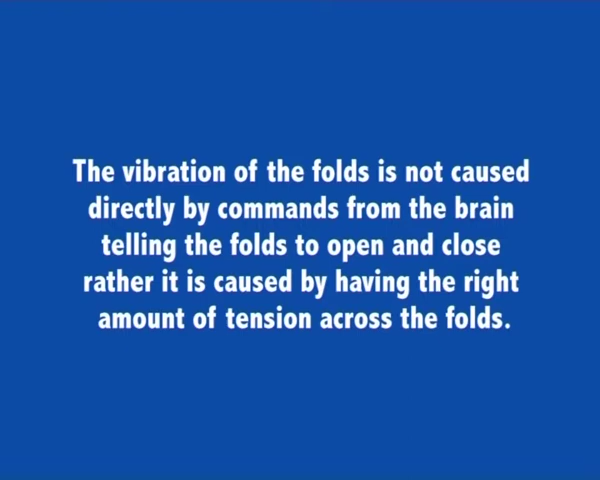 The vibration of the folds is not caused
directly by commands from the brain
telling the folds to open and close
rather it is caused by having the right
amount of tension across the folds.